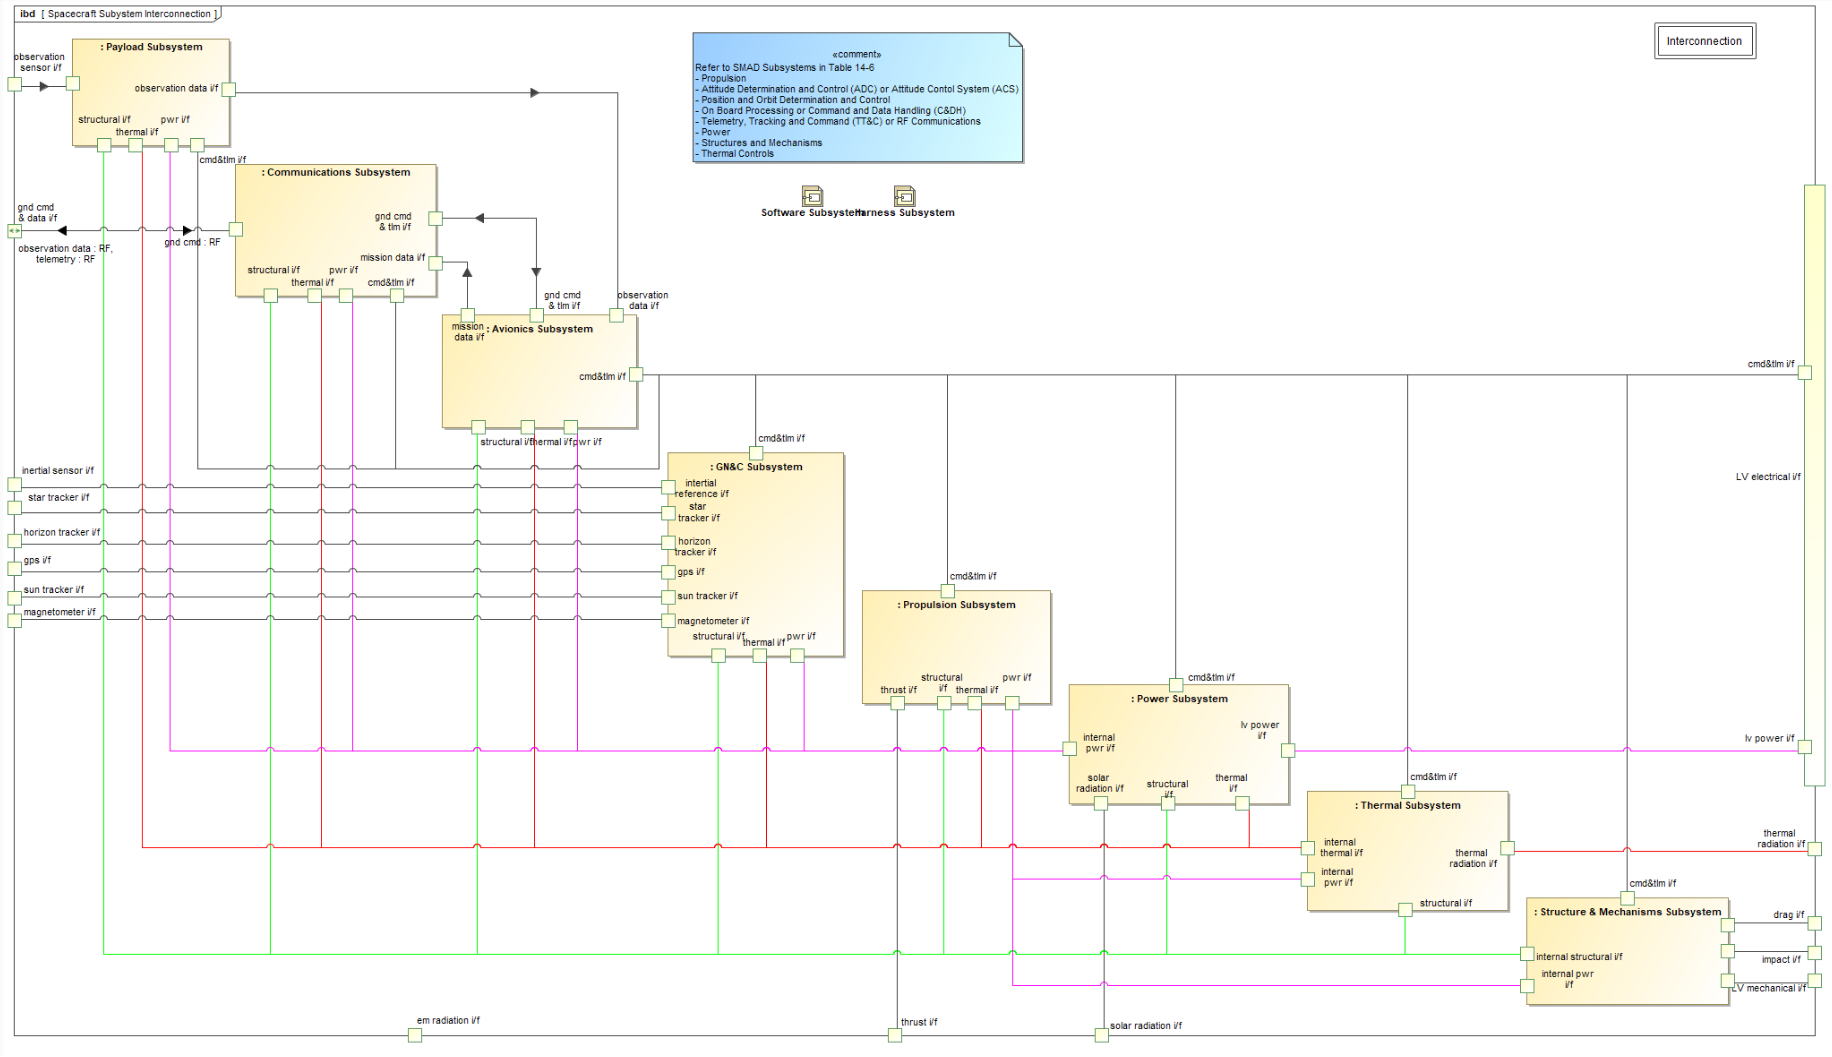 ibd [ Spacecraft Subystem Interconnection ]
Interconnection
: Payload Subsystem
observation
sensor i/f
observation data i/f
structural i/f
pwr i/f
thermal i/f
cmd&tlm i/f
«comment»
Refer to SMAD Subsystems in Table 14-6
- Propulsion
- Attitude Determination and Control (ADC) or Attitude Contol System (ACS)
- Position and Orbit Determination and Control
- On Board Processing or Command and Data Handling (C&DH)
- Telemetry, Tracking and Command (TT&C) or RF Communications
- Power
- Structures and Mechanisms
- Thermal Controls
Software Subsystem
Harness Subsystem
: Communications Subsystem
gnd cmd
& data i/f
observation data : RF,
telemetry : RF
gnd cmd : RF
gnd cmd
& tlm i/f
mission data i/f
structural i/f
pwr i/f
thermal i/f
cmd&tlm i/f
gnd cmd
& tlm i/f
observation
data i/f
mission
data i/f
: Avionics Subsystem
cmd&tlm i/f
structural i/f
thermal i/f
pwr i/f
cmd&tlm i/f
LV electrical i/f
lv power i/f
cmd&tlm i/f
: GN&C Subsystem
inertial sensor i/f
star tracker i/f
horizon tracker i/f
gps i/f
sun tracker i/f
magnetometer i/f
intertial
reference i/f
star
tracker i/f
horizon
tracker i/f
gps i/f
sun tracker i/f
magnetometer i/f
structural i/f
thermal i/f
pwr i/f
cmd&tlm i/f
: Propulsion Subsystem
thrust i/f
structural
i/f
thermal i/f
pwr i/f
cmd&tlm i/f
: Power Subsystem
internal
pwr i/f
lv power
i/f
solar
radiation i/f
structural
i/f
thermal
i/f
cmd&tlm i/f
: Thermal Subsystem
internal
thermal i/f
internal
pwr i/f
thermal
radiation i/f
structural i/f
thermal
radiation i/f
cmd&tlm i/f
: Structure & Mechanisms Subsystem
internal structural i/f
internal pwr
i/f
drag i/f
impact i/f
LV mechanical i/f
em radiation i/f
thrust i/f
solar radiation i/f